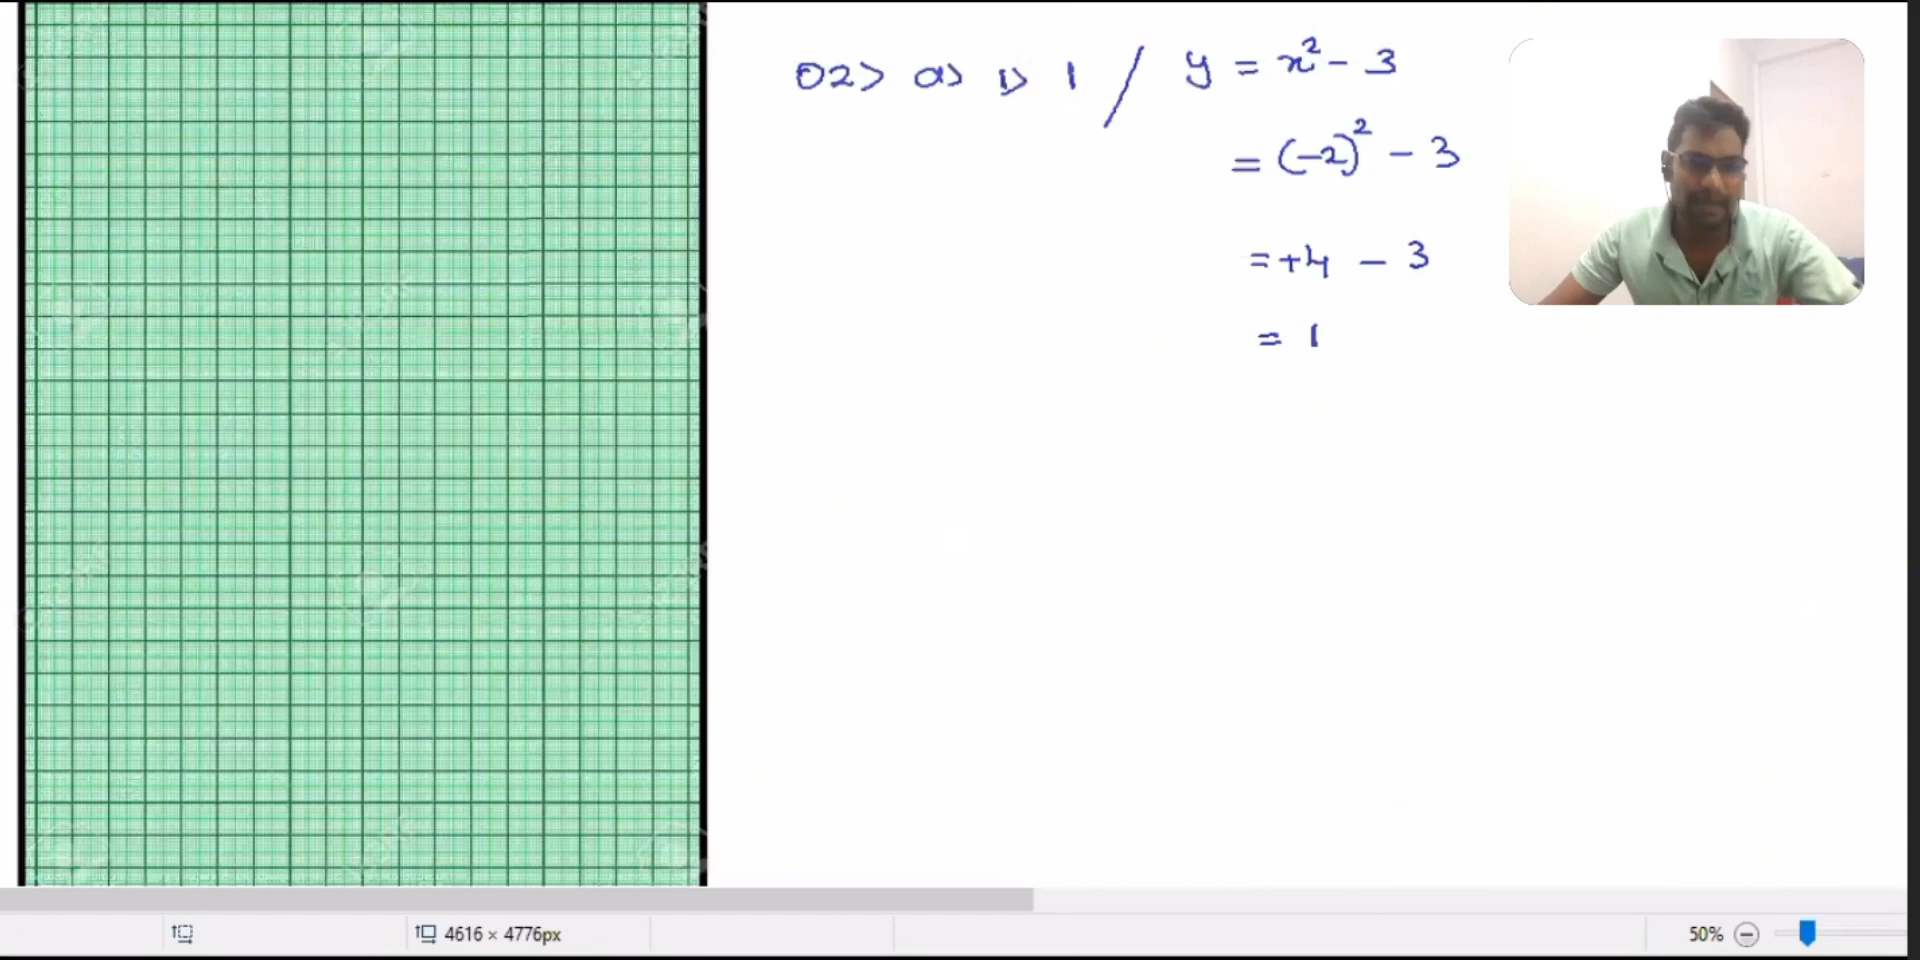 02> a> i> 1 / y = x² - 3
= (-2)² - 3
= +4 - 3
= 1
4616 × 4776px
50%